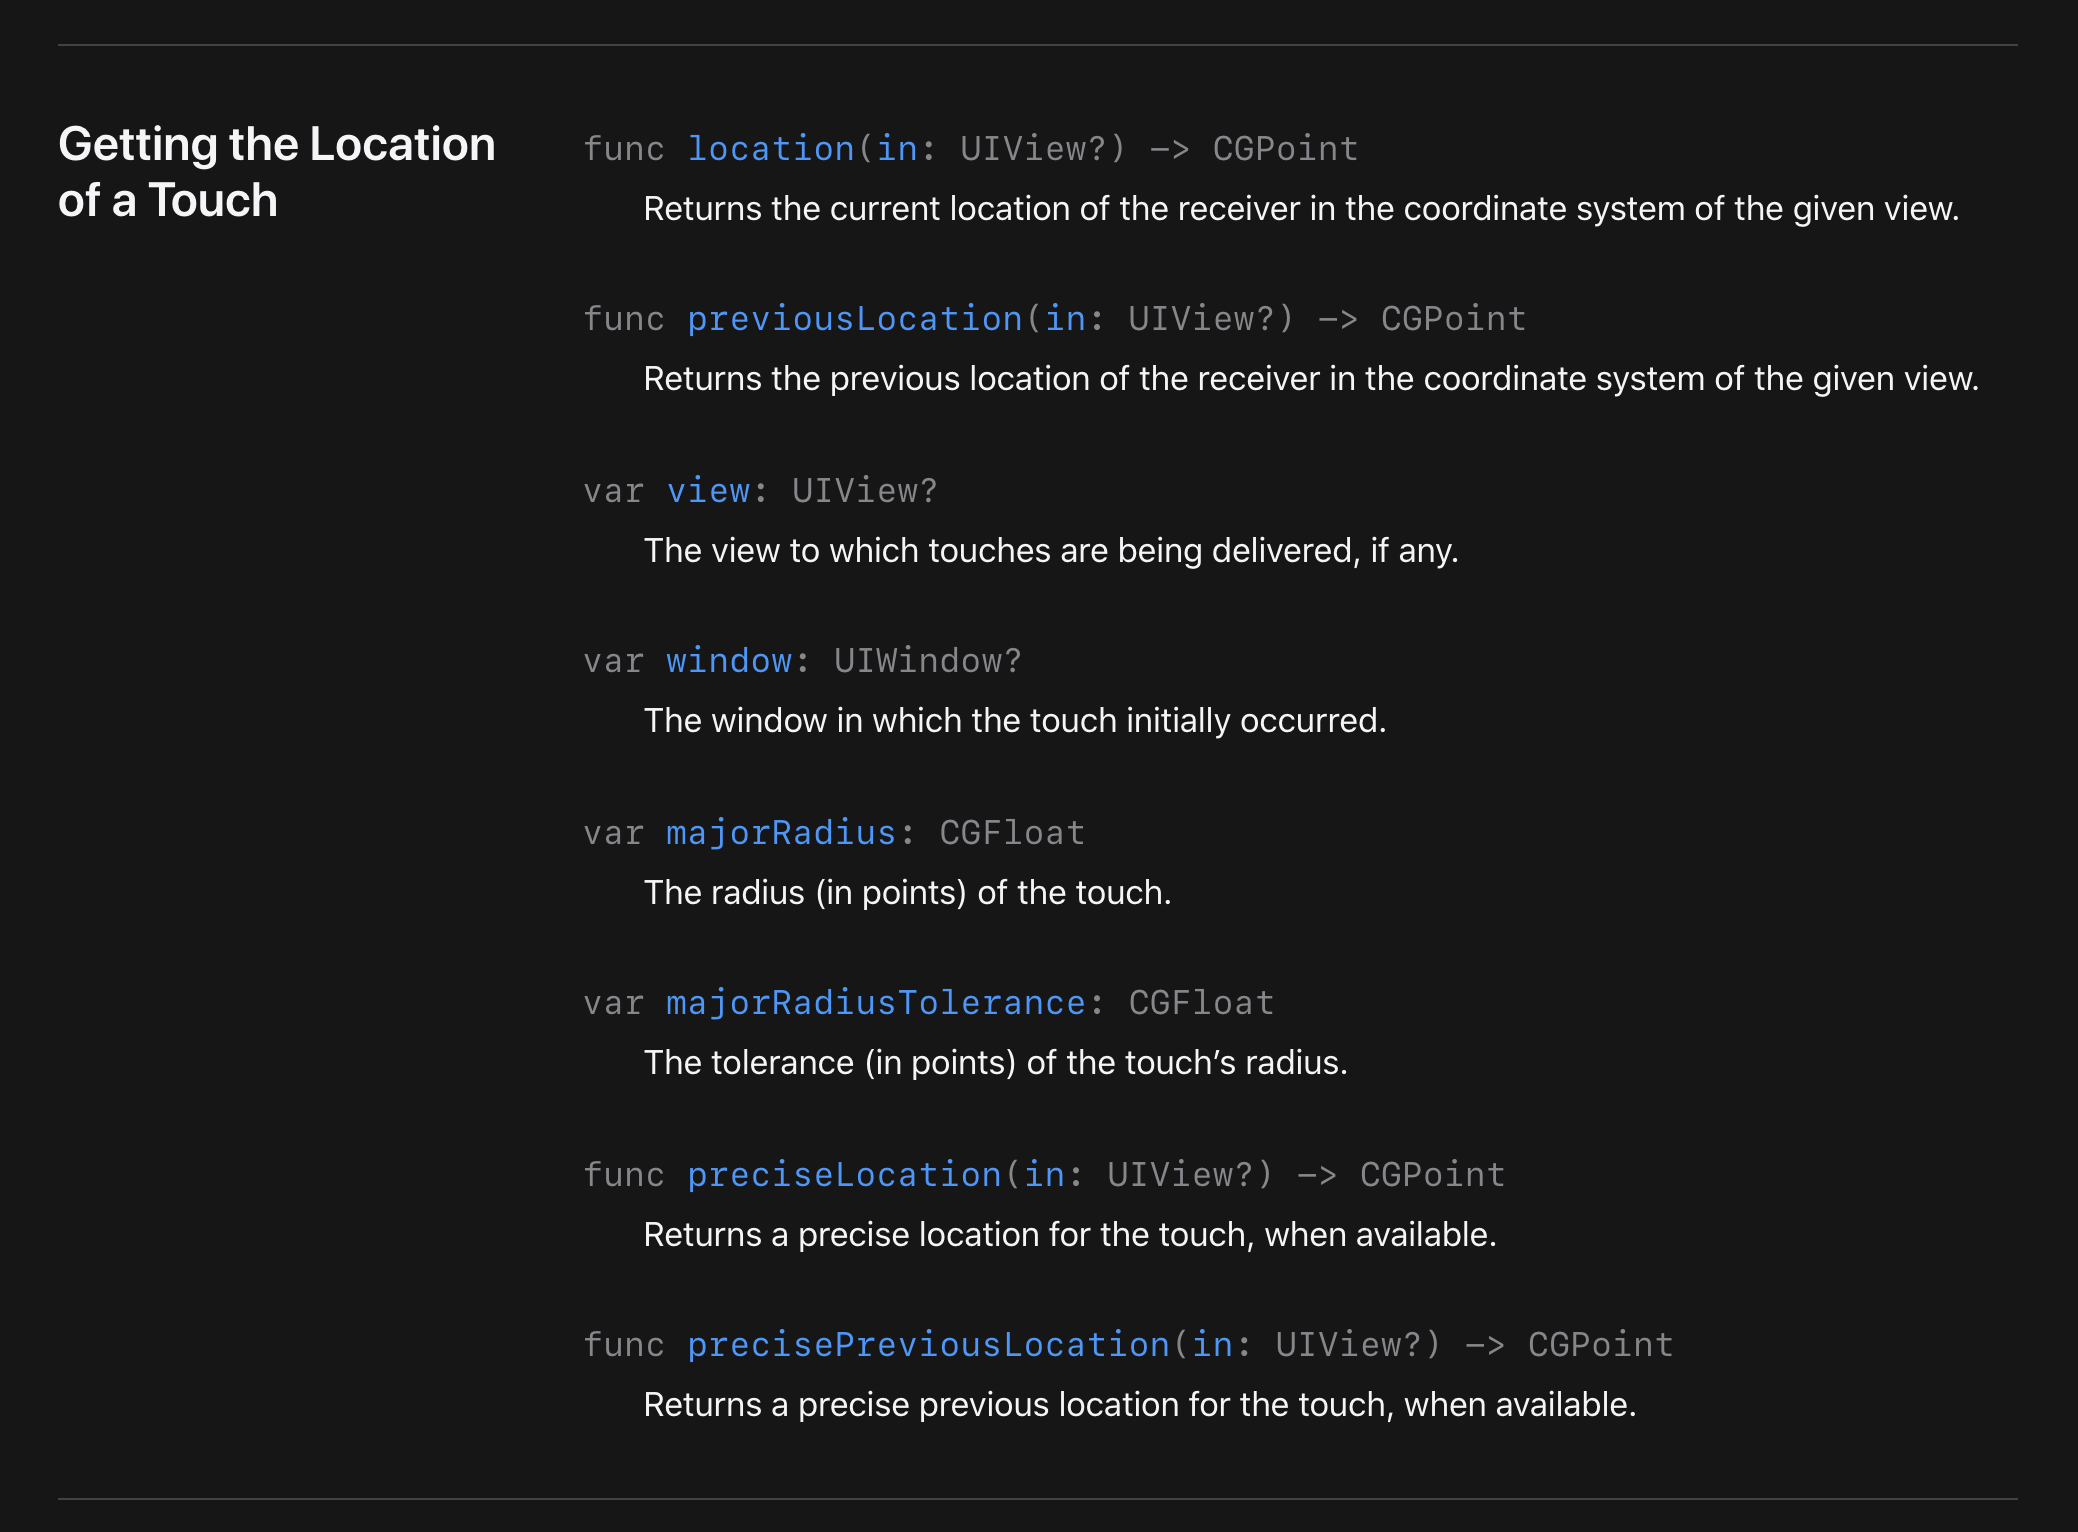 Getting the Location
of a Touch
func location(in: UIView?) -> CGPoint
Returns the current location of the receiver in the coordinate system of the given view.
func previousLocation(in: UIView?) -> CGPoint
Returns the previous location of the receiver in the coordinate system of the given view.
var view: UIView?
The view to which touches are being delivered, if any.
var window: UIWindow?
The window in which the touch initially occurred.
var majorRadius: CGFloat
The radius (in points) of the touch.
var majorRadiusTolerance: CGFloat
The tolerance (in points) of the touch’s radius.
func preciseLocation(in: UIView?) -> CGPoint
Returns a precise location for the touch, when available.
func precisePreviousLocation(in: UIView?) -> CGPoint
Returns a precise previous location for the touch, when available.